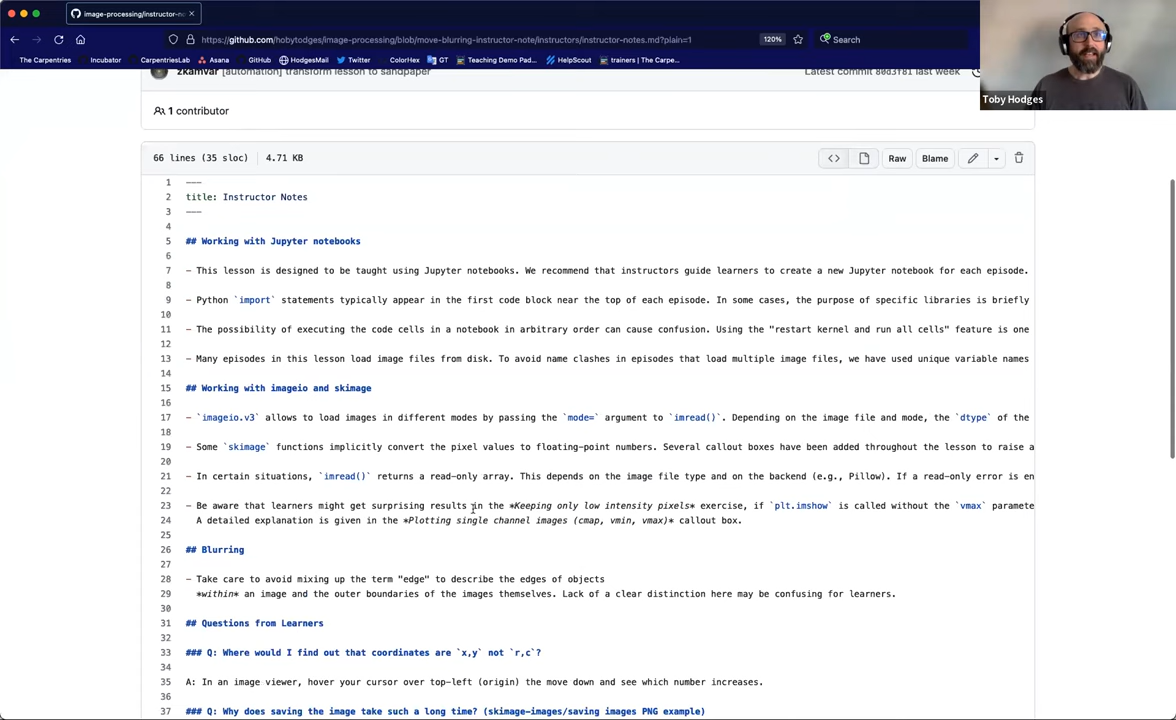 image-processing/instructor-no
https://github.com/hobytodges/image-processing/blob/move-blurring-instructor-note/instructors/instructor-notes.md?plain=1
120%
Search
The Carpentries
Incubator
CarpentriesLab
Asana
GitHub
HodgesMail
Twitter
ColorHex
GT
Teaching Demo Pad...
HelpScout
trainers | The Carpe...
Toby Hodges
zkamvar [automation] transform lesson to sandpaper
Latest commit 80d3f81 last week
1 contributor
66 lines (35 sloc) | 4.71 KB
Raw
Blame
1 ---
2 title: Instructor Notes
3 ---
4
5 ## Working with Jupyter notebooks
6
7 - This lesson is designed to be taught using Jupyter notebooks. We recommend that instructors guide learners to create a new Jupyter notebook for each episode.
8
9 - Python `import` statements typically appear in the first code block near the top of each episode. In some cases, the purpose of specific libraries is briefly
10
11 - The possibility of executing the code cells in a notebook in arbitrary order can cause confusion. Using the "restart kernel and run all cells" feature is one
12
13 - Many episodes in this lesson load image files from disk. To avoid name clashes in episodes that load multiple image files, we have used unique variable names
14
15 ## Working with imageio and skimage
16
17 - `imageio.v3` allows to load images in different modes by passing the `mode=` argument to `imread()`. Depending on the image file and mode, the `dtype` of the
18
19 - Some `skimage` functions implicitly convert the pixel values to floating-point numbers. Several callout boxes have been added throughout the lesson to raise a
20
21 - In certain situations, `imread()` returns a read-only array. This depends on the image file type and on the backend (e.g., Pillow). If a read-only error is en
22
23 - Be aware that learners might get surprising results in the *Keeping only low intensity pixels* exercise, if `plt.imshow` is called without the `vmax` paramete
24 A detailed explanation is given in the *Plotting single channel images (cmap, vmin, vmax)* callout box.
25
26 ## Blurring
27
28 - Take care to avoid mixing up the term "edge" to describe the edges of objects
29 *within* an image and the outer boundaries of the images themselves. Lack of a clear distinction here may be confusing for learners.
30
31 ## Questions from Learners
32
33 ### Q: Where would I find out that coordinates are `x,y` not `r,c`?
34
35 A: In an image viewer, hover your cursor over top-left (origin) the move down and see which number increases.
36
37 ### Q: Why does saving the image take such a long time? (skimage-images/saving images PNG example)